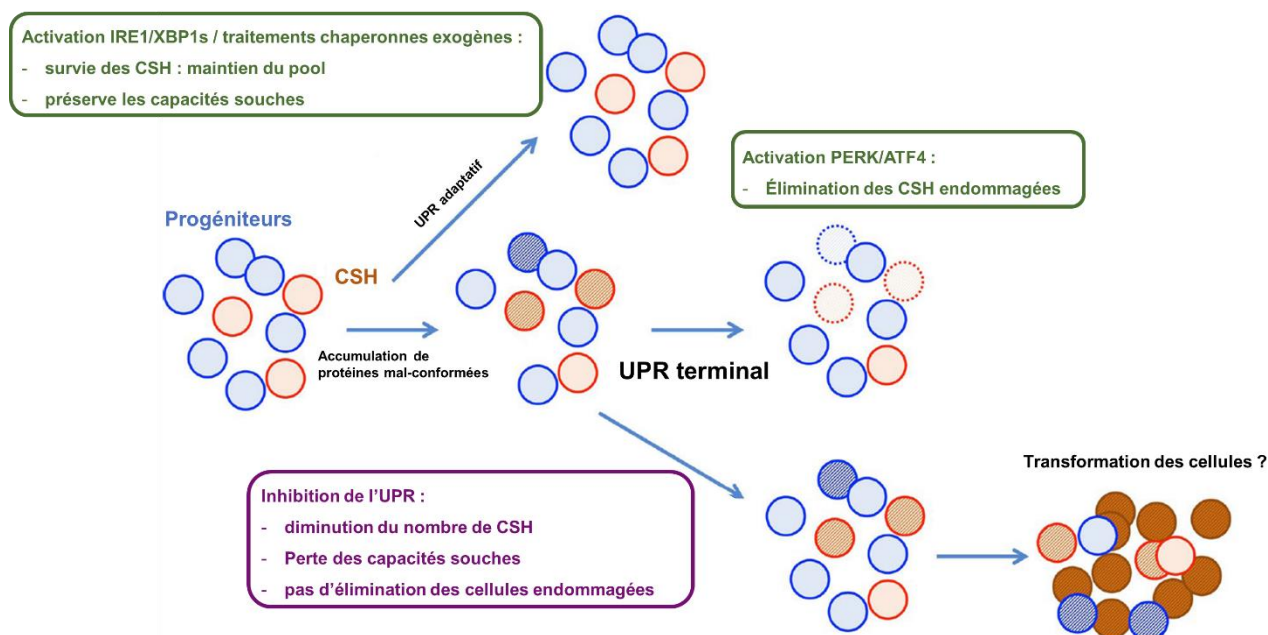 Activation IRE1/XBP1s / traitements chaperonnes exogènes :
- survie des CSH : maintien du pool
- préserve les capacités souches
UPR adaptatif
Activation PERK/ATF4 :
- Élimination des CSH endommagées
Progéniteurs
CSH
Accumulation de
protéines mal-conformées
UPR terminal
Inhibition de l'UPR :
- diminution du nombre de CSH
- Perte des capacités souches
- pas d'élimination des cellules endommagées
Transformation des cellules ?